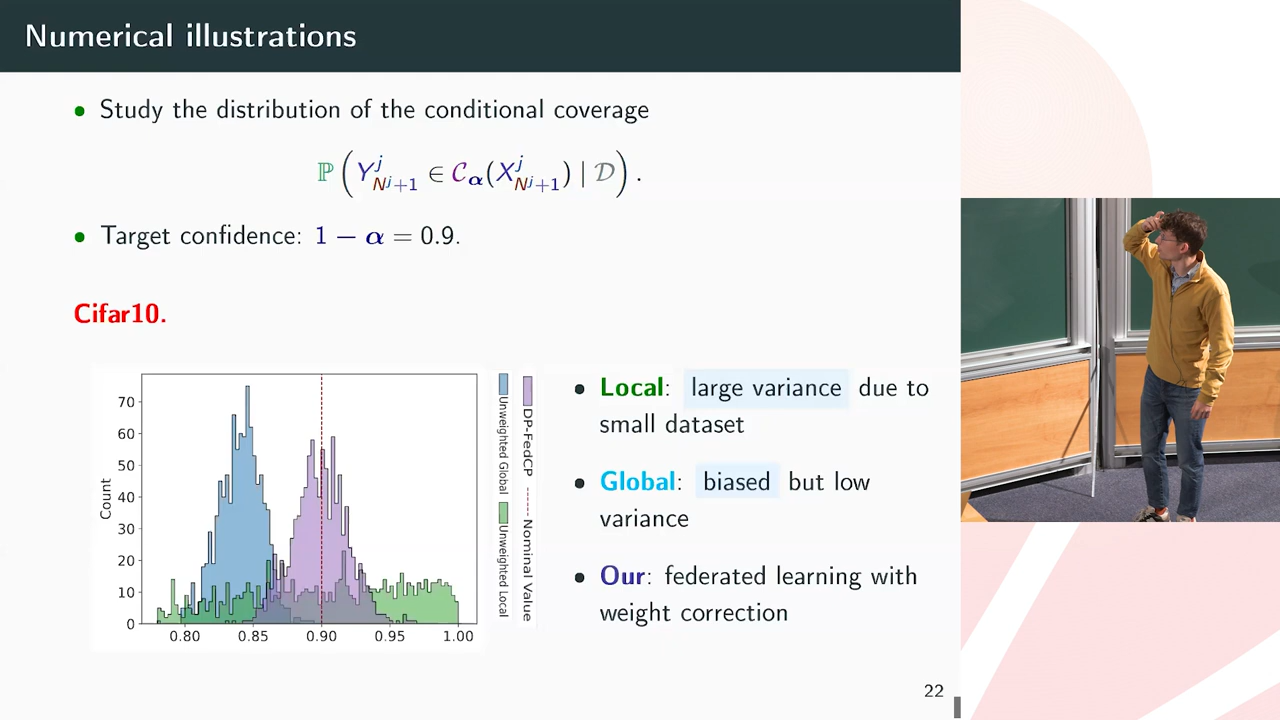 Numerical illustrations
• Study the distribution of the conditional coverage
ℙ(Y^j_{N^j+1} ∈ 𝒞_α(X^j_{N^j+1}) | 𝒟).
• Target confidence: 1 − α = 0.9.
Cifar10.
Count
70
60
50
40
30
20
10
0
0.80 0.85 0.90 0.95 1.00
Unweighted Global
Unweighted Local
DP-FedCP
Nominal Value
• Local: large variance due to
small dataset
• Global: biased but low
variance
• Our: federated learning with
weight correction
22